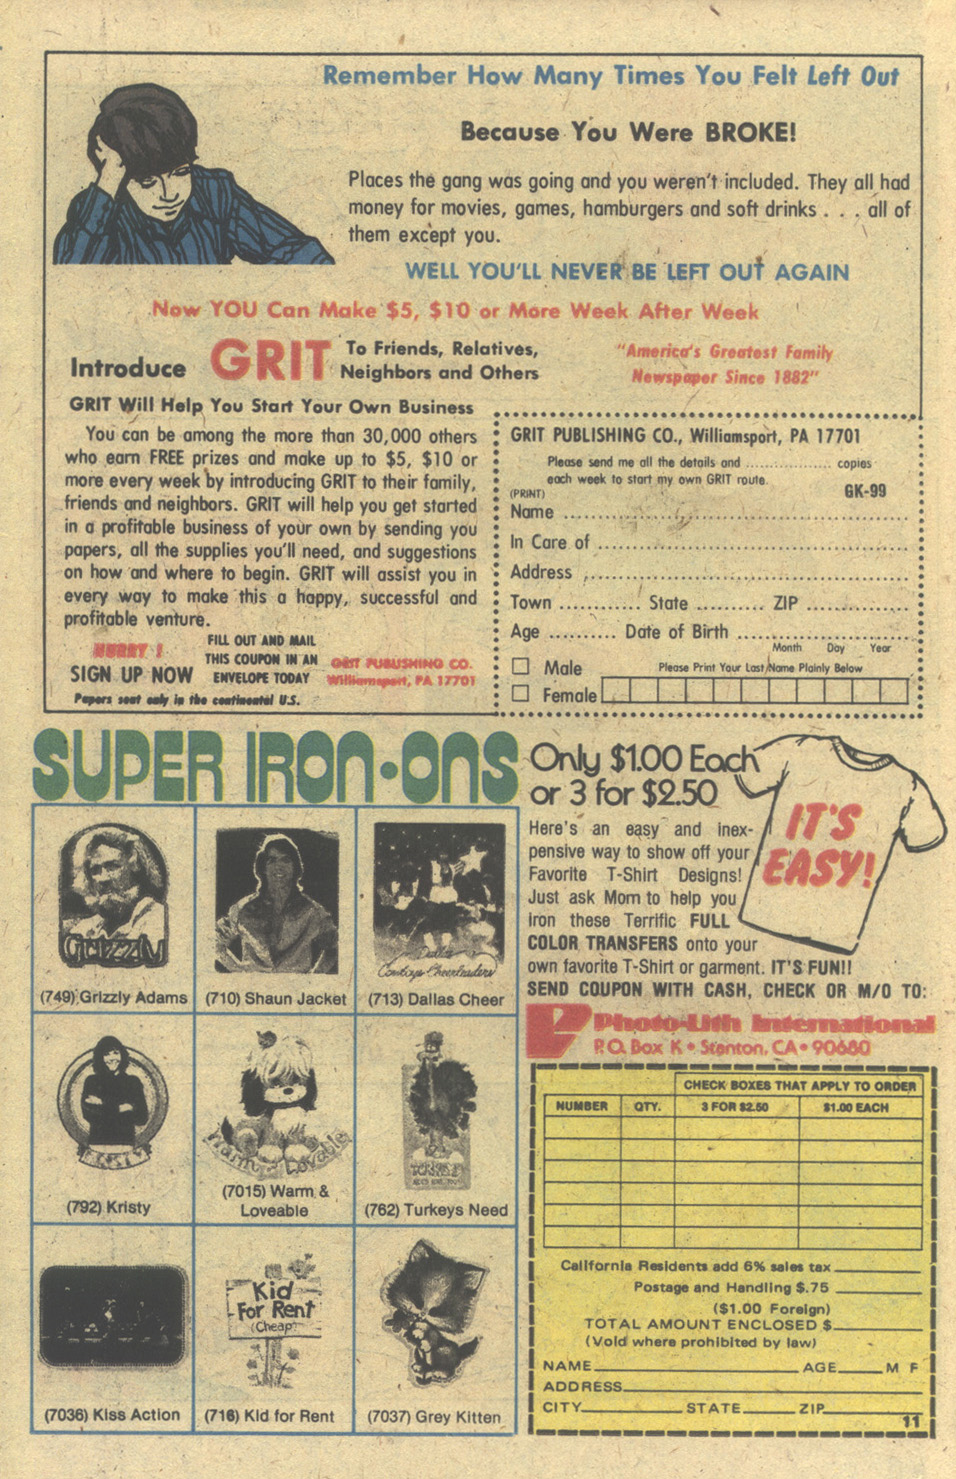 Remember How Many Times You Felt Left Out
Because You Were BROKE!
Places the gang was going and you weren't included. They all had
money for movies, games, hamburgers and soft drinks . . . all of
them except you.
WELL YOU'LL NEVER BE LEFT OUT AGAIN
Now YOU Can Make $5, $10 or More Week After Week
Introduce GRIT To Friends, Relatives,
Neighbors and Others
"America's Greatest Family
Newspaper Since 1882"
GRIT Will Help You Start Your Own Business
You can be among the more than 30,000 others
who earn FREE prizes and make up to $5, $10 or
more every week by introducing GRIT to their family,
friends and neighbors. GRIT will help you get started
in a profitable business of your own by sending you
papers, all the supplies you'll need, and suggestions
on how and where to begin. GRIT will assist you in
every way to make this a happy, successful and
profitable venture.
HURRY !
SIGN UP NOW
FILL OUT AND MAIL
THIS COUPON IN AN
ENVELOPE TODAY
GRIT PUBLISHING CO.
Williamsport, PA 17701
Papers sent only in the continental U.S.
GRIT PUBLISHING CO., Williamsport, PA 17701
Please send me all the details and .................... copies
each week to start my own GRIT route.
GK-99
(PRINT)
Name
In Care of
Address
Town ............ State .......... ZIP ...............
Age .......... Date of Birth
Month Day Year
Male
Please Print Your Last Name Plainly Below
Female
SUPER IRON-ONS
Only $1.00 Each
or 3 for $2.50
IT'S
EASY!
Here's an easy and inex-
pensive way to show off your
Favorite T-Shirt Designs!
Just ask Mom to help you
iron these Terrific FULL
COLOR TRANSFERS onto your
own favorite T-Shirt or garment. IT'S FUN!!
SEND COUPON WITH CASH, CHECK OR M/O TO:
Photo-Lith International
P.O. Box K • Stanton, CA • 90680
Grizzly
(749) Grizzly Adams
(710) Shaun Jacket
Dallas
Cowboys Cheerleaders
(713) Dallas Cheer
KRISTY
(792) Kristy
Warm & Loveable
(7015) Warm &
Loveable
(762) Turkeys Need
(7036) Kiss Action
Kid
For Rent
(Cheap)
(716) Kid for Rent
(7037) Grey Kitten
CHECK BOXES THAT APPLY TO ORDER
NUMBER QTY. 3 FOR $2.50 $1.00 EACH
California Residents add 6% sales tax
Postage and Handling $.75
($1.00 Foreign)
TOTAL AMOUNT ENCLOSED $
(Void where prohibited by law)
NAME AGE M F
ADDRESS
CITY STATE ZIP
11